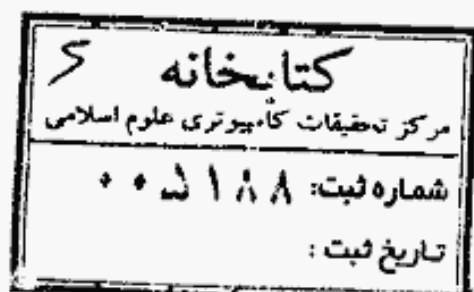 کتابخانه
مرکز تحقیقات کامپیوتری علوم اسلامی
شماره ثبت: ۰۰۵۱۸۸
تاریخ ثبت :